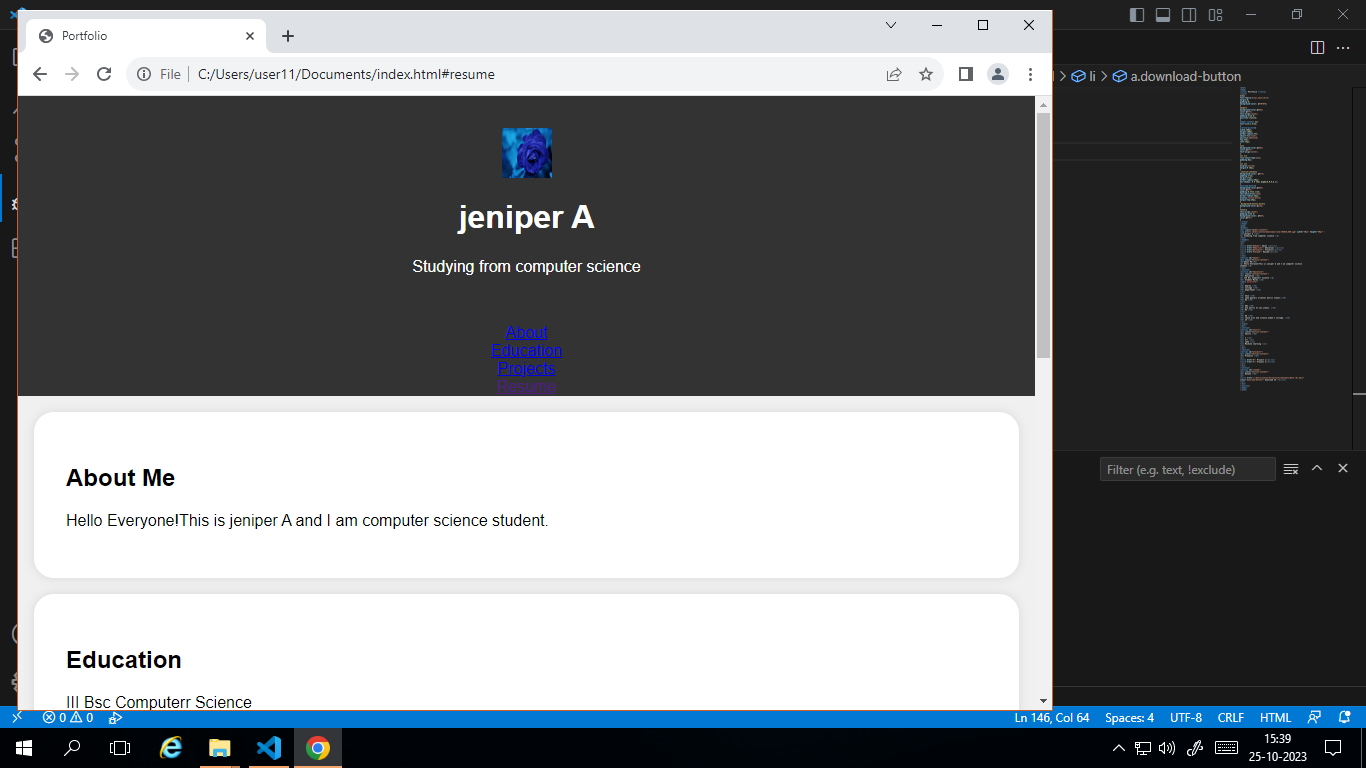 Portfolio
File
C:/Users/user11/Documents/index.html#resume
li
a.download-button
jeniper A
Studying from computer science
About
Education
Projects
Resume
About Me
Hello Everyone!This is jeniper A and I am computer science student.
Education
III Bsc Computerr Science
Filter (e.g. text, !exclude)
0 0
Ln 146, Col 64
Spaces: 4
UTF-8
CRLF
HTML
15:39
25-10-2023